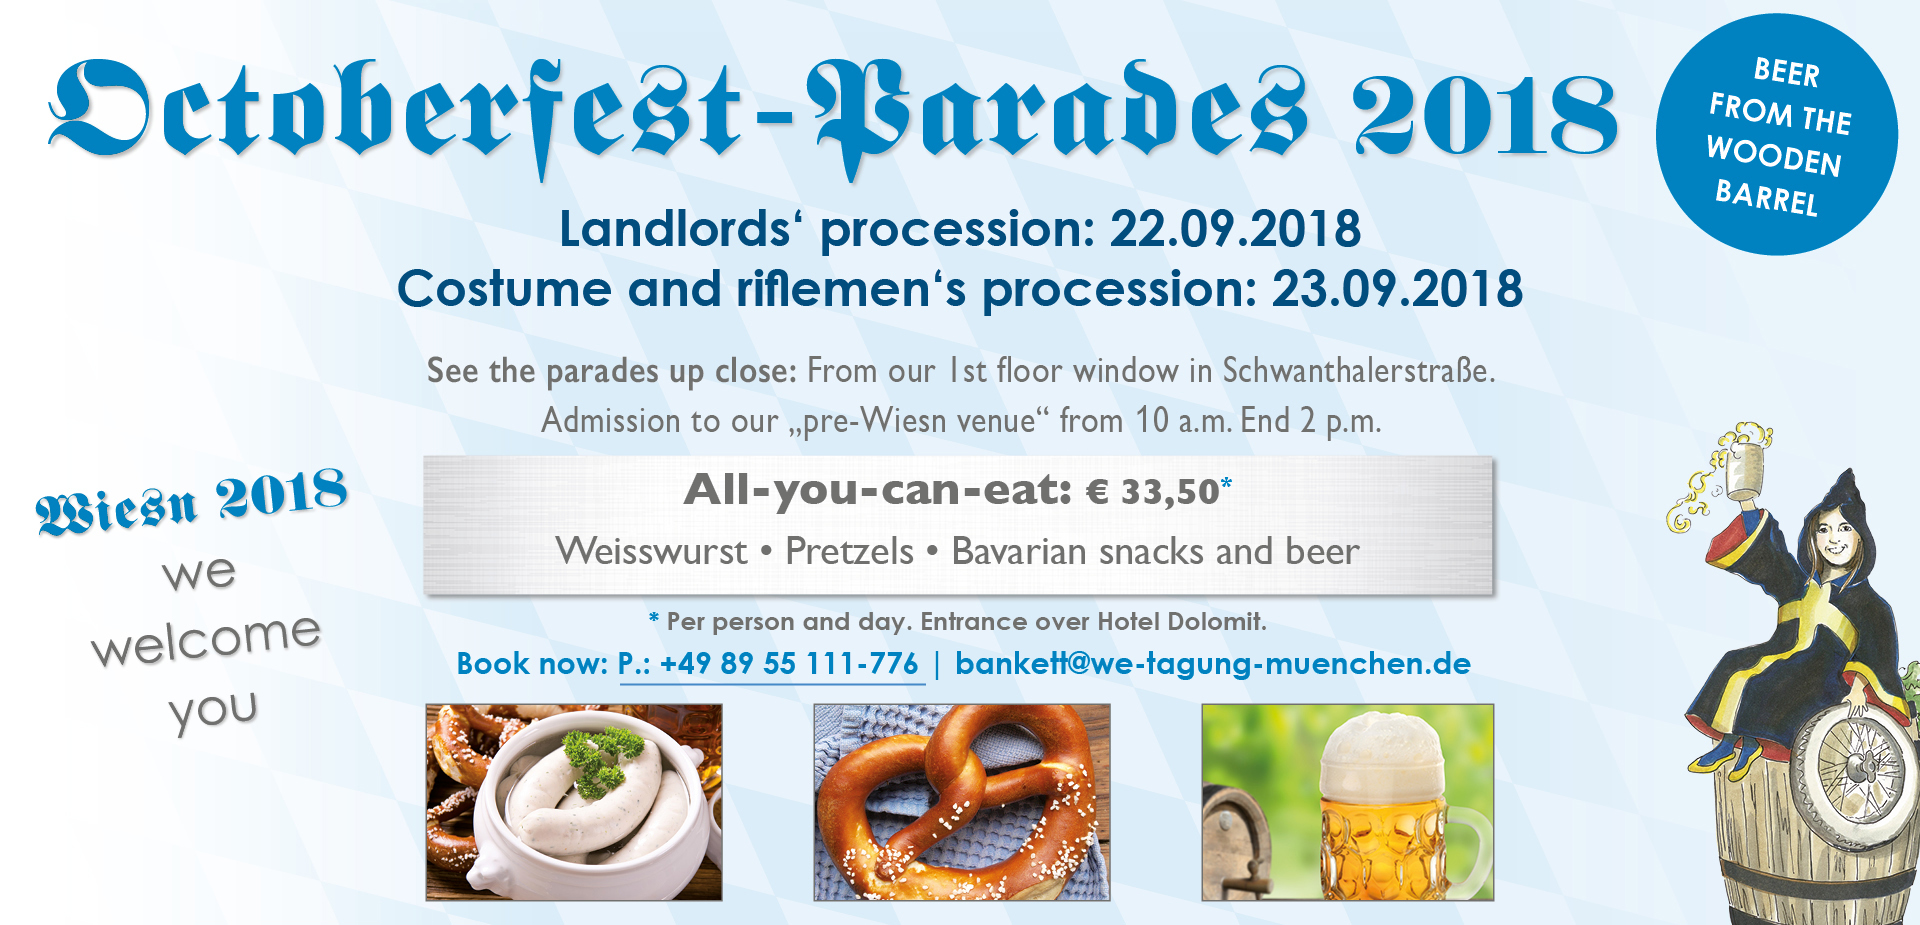 Octoberfest-Parades 2018
BEER
FROM THE
WOODEN
BARREL
Landlords‘ procession: 22.09.2018
Costume and riflemen‘s procession: 23.09.2018
See the parades up close: From our 1st floor window in Schwanthalerstraße.
Admission to our „pre-Wiesn venue“ from 10 a.m. End 2 p.m.
All-you-can-eat: € 33,50*
Weisswurst • Pretzels • Bavarian snacks and beer
* Per person and day. Entrance over Hotel Dolomit.
Book now: P.: +49 89 55 111-776 | bankett@we-tagung-muenchen.de
Wiesn 2018
we
welcome
you